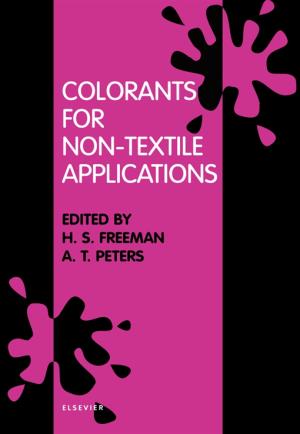 COLORANTS
FOR
NON-TEXTILE
APPLICATIONS
EDITED BY
H. S. FREEMAN
A. T. PETERS
ELSEVIER